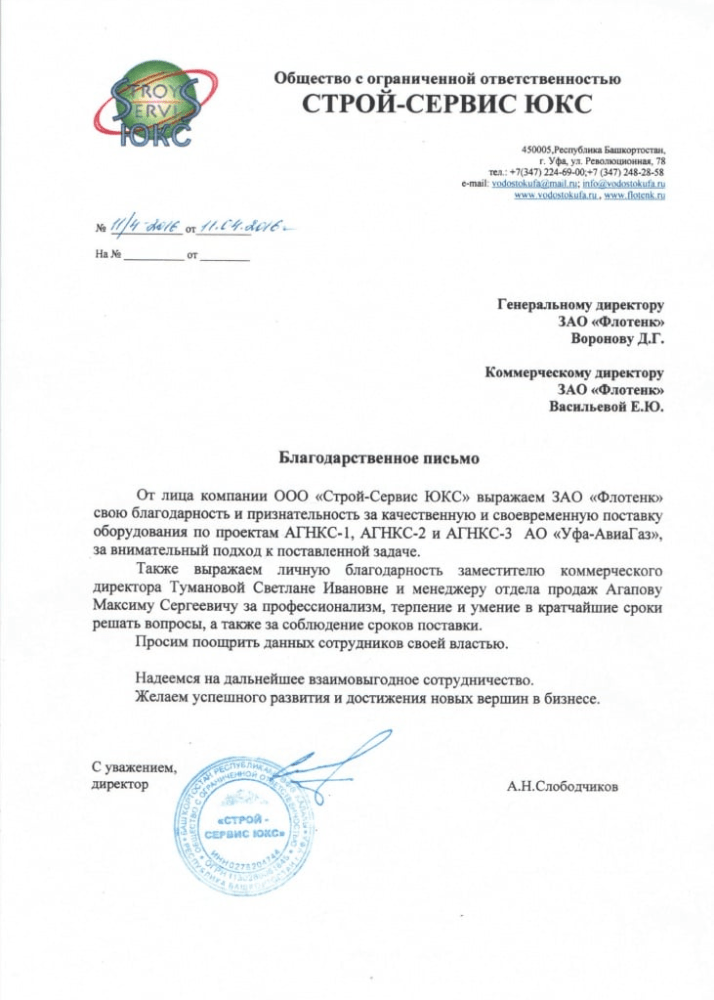 STROY
SERVIS
ЮКС
Общество с ограниченной ответственностью
СТРОЙ-СЕРВИС ЮКС
450005,Республика Башкортостан,
г. Уфа, ул. Революционная, 78
тел.: +7(347) 224-69-00;+7 (347) 248-28-58
e-mail: vodostokufa@mail.ru; info@vodostokufa.ru
www.vodostokufa.ru , www.flotenk.ru
№ 11/4-2016 от 11.04.2016г
На № __________ от ________
Генеральному директору
ЗАО «Флотенк»
Воронову Д.Г.
Коммерческому директору
ЗАО «Флотенк»
Васильевой Е.Ю.
Благодарственное письмо
От лица компании ООО «Строй-Сервис ЮКС» выражаем ЗАО «Флотенк»
свою благодарность и признательность за качественную и своевременную поставку
оборудования по проектам АГНКС-1, АГНКС-2 и АГНКС-3 АО «Уфа-АвиаГаз»,
за внимательный подход к поставленной задаче.
Также выражаем личную благодарность заместителю коммерческого
директора Тумановой Светлане Ивановне и менеджеру отдела продаж Агапову
Максиму Сергеевичу за профессионализм, терпение и умение в кратчайшие сроки
решать вопросы, а также за соблюдение сроков поставки.
Просим поощрить данных сотрудников своей властью.
Надеемся на дальнейшее взаимовыгодное сотрудничество.
Желаем успешного развития и достижения новых вершин в бизнесе.
С уважением,
директор
А.Н.Слободчиков
«СТРОЙ -
СЕРВИС ЮКС»